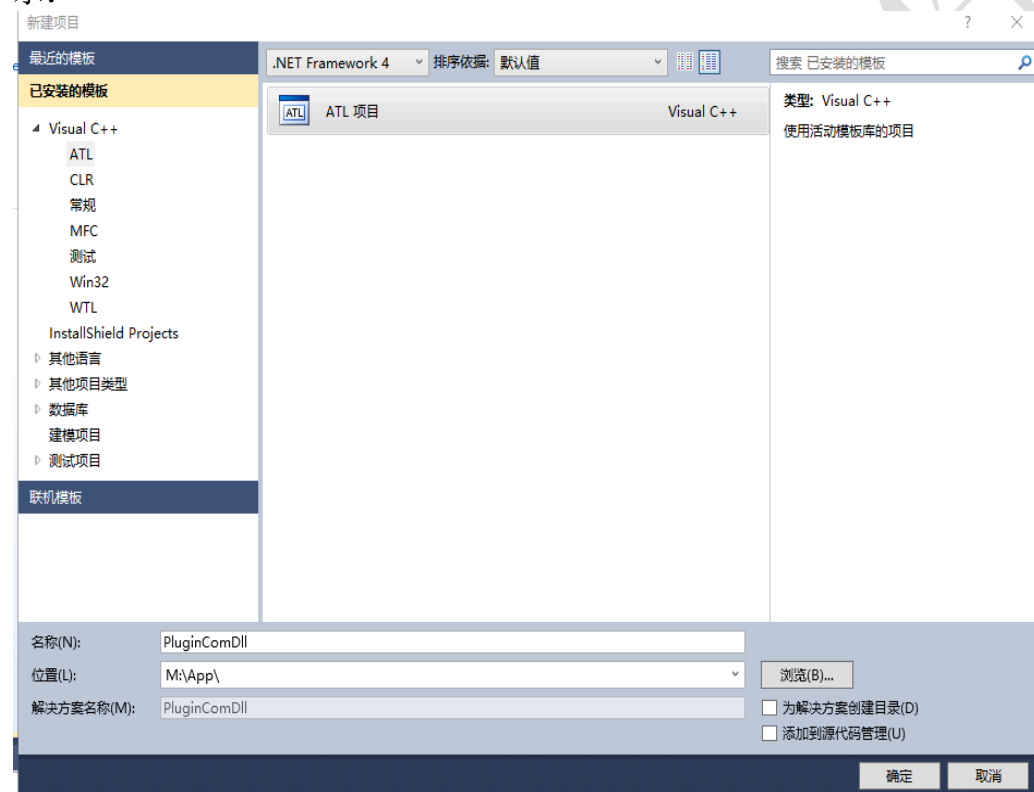 新建项目
?
最近的模板
.NET Framework 4
排序依据:
默认值
搜索 已安装的模板
已安装的模板
Visual C++
ATL
CLR
常规
MFC
测试
Win32
WTL
InstallShield Projects
其他语言
其他项目类型
数据库
建模项目
测试项目
ATL
ATL 项目
Visual C++
类型: Visual C++
使用活动模板库的项目
联机模板
名称(N):
PluginComDll
位置(L):
M:\App\
浏览(B)...
解决方案名称(M):
PluginComDll
为解决方案创建目录(D)
添加到源代码管理(U)
确定
取消